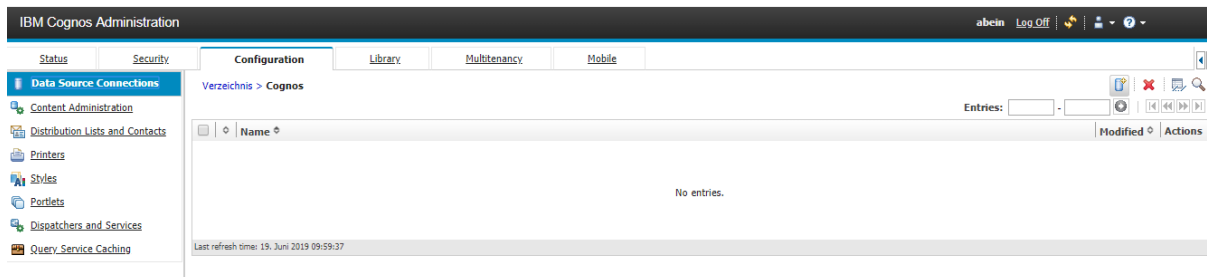 IBM Cognos Administration abein Log Off
Status Security Configuration Library Multitenancy Mobile
Data Source Connections
Verzeichnis > Cognos
Content Administration
Entries: -
Distribution Lists and Contacts
Name Modified Actions
Printers
Styles
No entries.
Portlets
Dispatchers and Services
Query Service Caching
Last refresh time: 19. Juni 2019 09:59:37